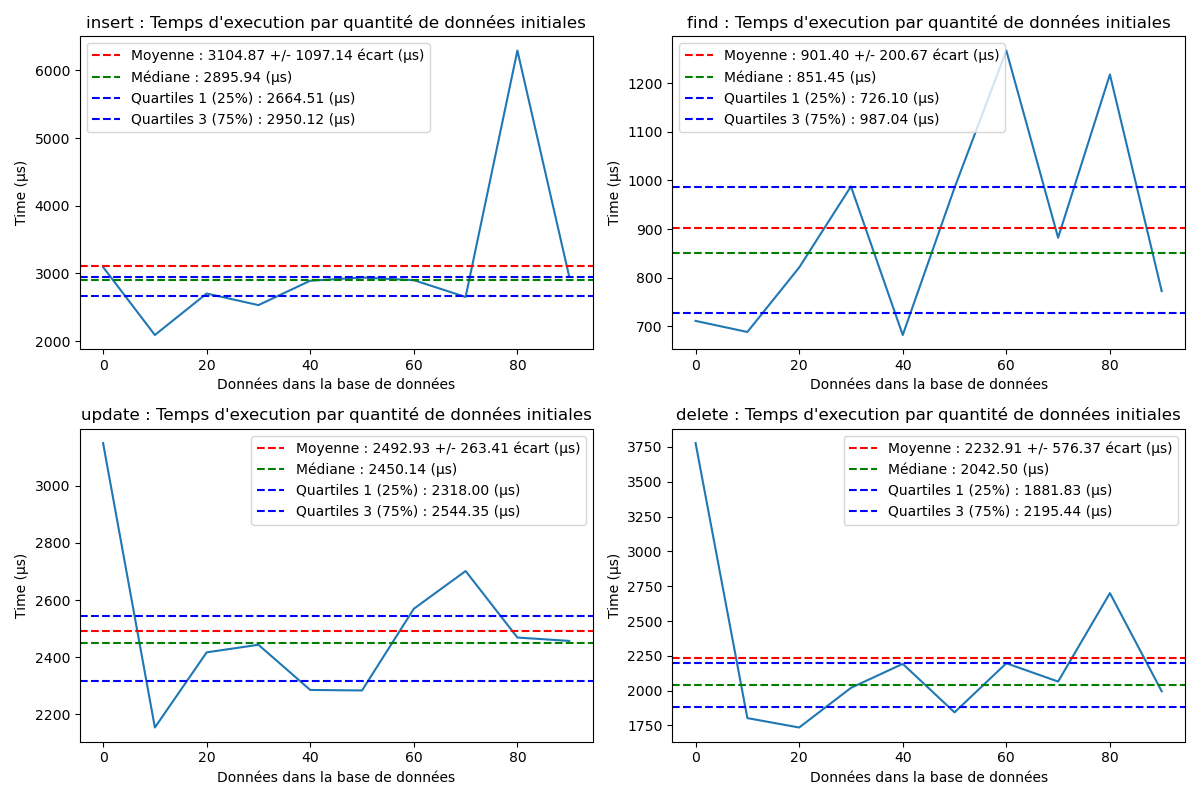 insert : Temps d'execution par quantité de données initiales
Moyenne : 3104.87 +/- 1097.14 écart (µs)
Médiane : 2895.94 (µs)
Quartiles 1 (25%) : 2664.51 (µs)
Quartiles 3 (75%) : 2950.12 (µs)
Time (µs)
6000
5000
4000
3000
2000
0 20 40 60 80
Données dans la base de données
find : Temps d'execution par quantité de données initiales
Moyenne : 901.40 +/- 200.67 écart (µs)
Médiane : 851.45 (µs)
Quartiles 1 (25%) : 726.10 (µs)
Quartiles 3 (75%) : 987.04 (µs)
Time (µs)
1200
1100
1000
900
800
700
0 20 40 60 80
Données dans la base de données
update : Temps d'execution par quantité de données initiales
Moyenne : 2492.93 +/- 263.41 écart (µs)
Médiane : 2450.14 (µs)
Quartiles 1 (25%) : 2318.00 (µs)
Quartiles 3 (75%) : 2544.35 (µs)
Time (µs)
3000
2800
2600
2400
2200
0 20 40 60 80
Données dans la base de données
delete : Temps d'execution par quantité de données initiales
Moyenne : 2232.91 +/- 576.37 écart (µs)
Médiane : 2042.50 (µs)
Quartiles 1 (25%) : 1881.83 (µs)
Quartiles 3 (75%) : 2195.44 (µs)
Time (µs)
3750
3500
3250
3000
2750
2500
2250
2000
1750
0 20 40 60 80
Données dans la base de données